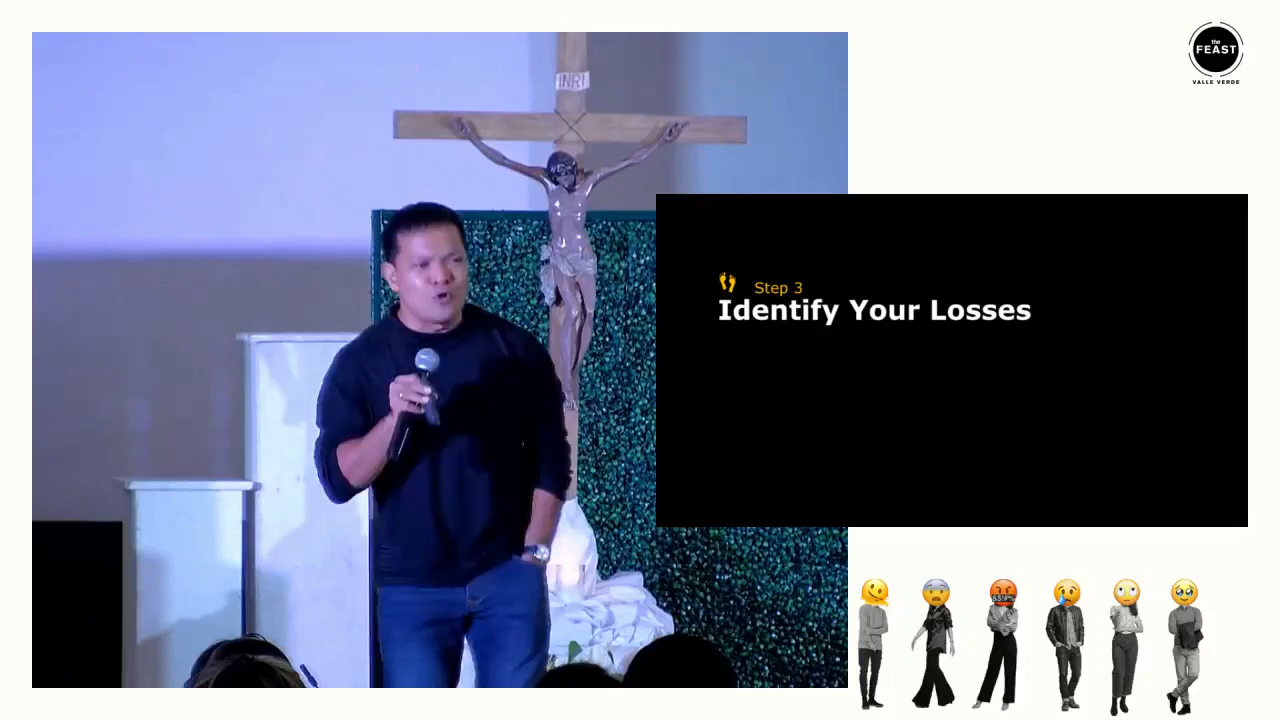 the
FEAST
VALLE VERDE
INRI
Step 3
Identify Your Losses